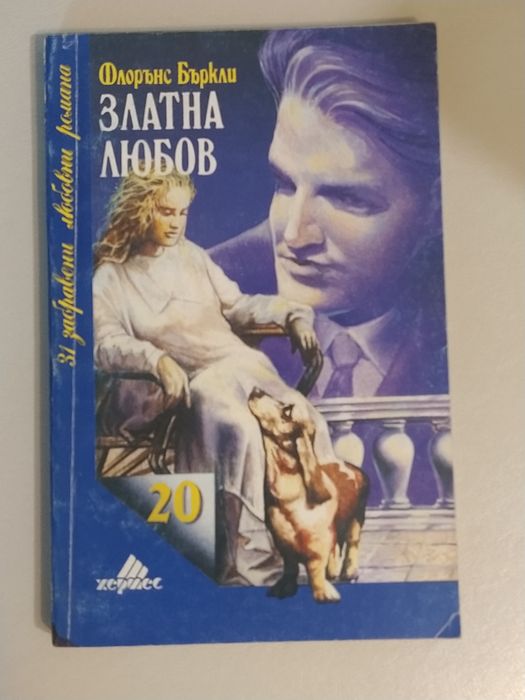 Флорънс Бъркли
ЗЛАТНА
ЛЮБОВ
31 забравени любовни романа
20
хермес